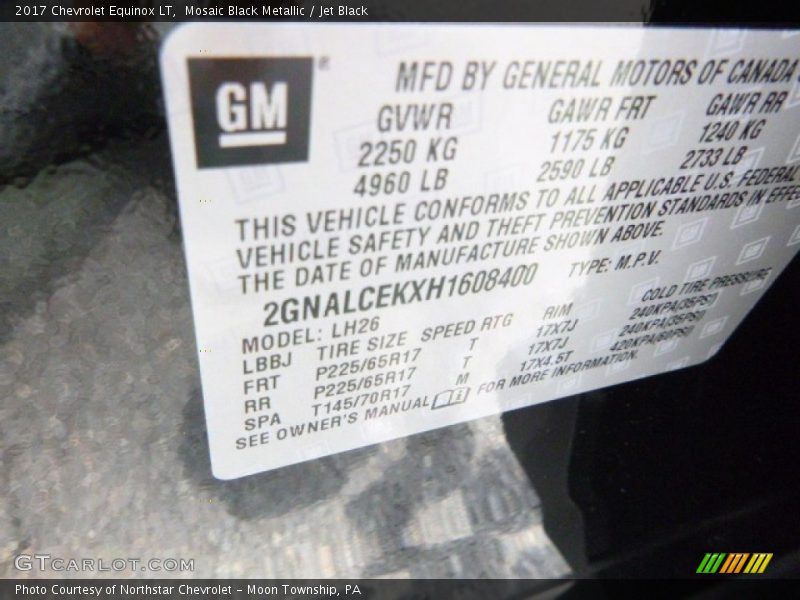 2017 Chevrolet Equinox LT, Mosaic Black Metallic / Jet Black
GM ®
MFD BY GENERAL MOTORS OF CANADA
GVWR GAWR FRT GAWR RR
2250 KG 1175 KG 1240 KG
4960 LB 2590 LB 2733 LB
THIS VEHICLE CONFORMS TO ALL APPLICABLE U.S. FEDERAL
VEHICLE SAFETY AND THEFT PREVENTION STANDARDS IN EFFE
THE DATE OF MANUFACTURE SHOWN ABOVE.
2GNALCEKXH1608400 TYPE: M.P.V.
MODEL: LH26
LBBJ TIRE SIZE SPEED RTG RIM COLD TIRE PRESSURE
FRT P225/65R17 T 17X7J 240KPA(35PSI)
RR P225/65R17 T 17X7J 240KPA(35PSI)
SPA T145/70R17 M 17X4.5T 420KPA(60PSI)
SEE OWNER'S MANUAL FOR MORE INFORMATION.
GTCARLOT.COM
Photo Courtesy of Northstar Chevrolet - Moon Township, PA